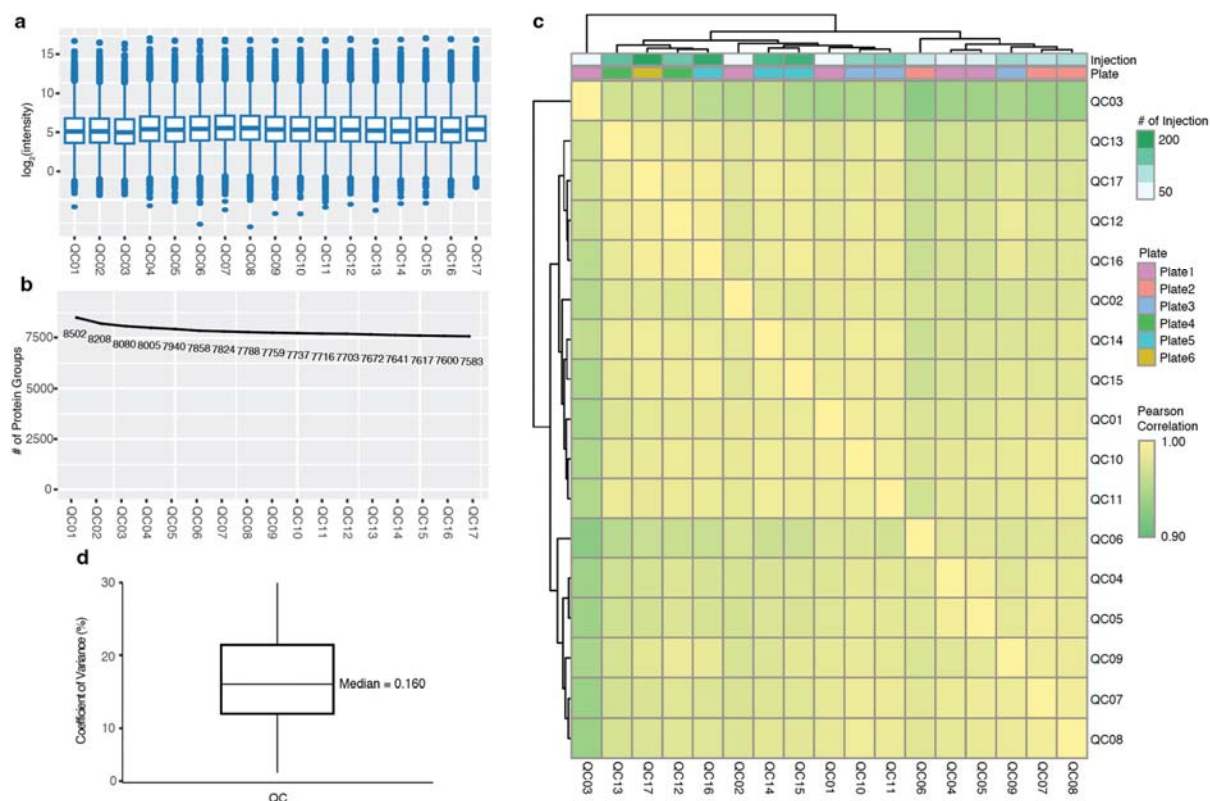 a
log2(intensity)
15
10
5
0
QC01
QC02
QC03
QC04
QC05
QC06
QC07
QC08
QC09
QC10
QC11
QC12
QC13
QC14
QC15
QC16
QC17
b
# of Protein Groups
7500
5000
2500
0
8502
8208
8080
8005
7940
7858
7824
7788
7759
7737
7716
7703
7672
7641
7617
7600
7583
QC01
QC02
QC03
QC04
QC05
QC06
QC07
QC08
QC09
QC10
QC11
QC12
QC13
QC14
QC15
QC16
QC17
d
Coefficient of Variance (%)
30
20
10
0
Median = 0.160
QC
c
Injection
Plate
QC03
QC13
QC17
QC12
QC16
QC02
QC14
QC15
QC01
QC10
QC11
QC06
QC04
QC05
QC09
QC07
QC08
QC03
QC13
QC17
QC12
QC16
QC02
QC14
QC15
QC01
QC10
QC11
QC06
QC04
QC05
QC09
QC07
QC08
# of Injection
200
50
Plate
Plate1
Plate2
Plate3
Plate4
Plate5
Plate6
Pearson
Correlation
1.00
0.90